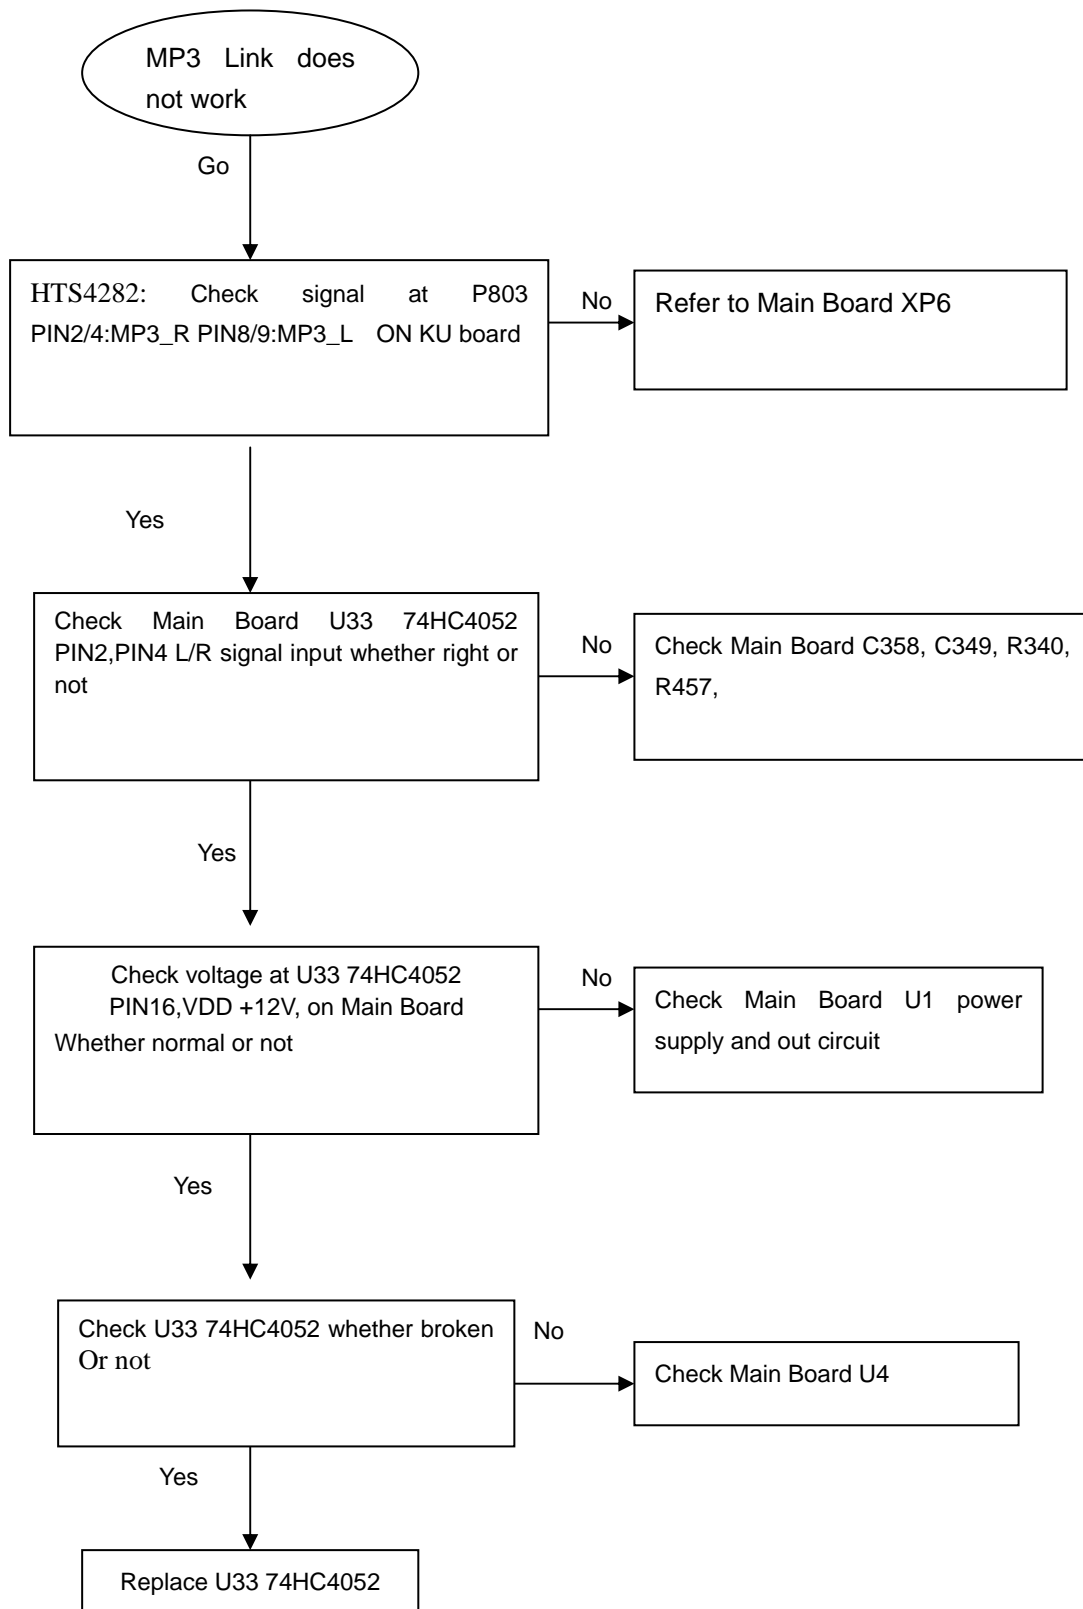 MP3 Link does
not work
Go
HTS4282: Check signal at P803
PIN2/4:MP3_R PIN8/9:MP3_L ON KU board
No
Refer to Main Board XP6
Yes
Check Main Board U33 74HC4052
PIN2,PIN4 L/R signal input whether right or
not
No
Check Main Board C358, C349, R340,
R457,
Yes
Check voltage at U33 74HC4052
PIN16,VDD +12V, on Main Board
Whether normal or not
No
Check Main Board U1 power
supply and out circuit
Yes
Check U33 74HC4052 whether broken
Or not
No
Check Main Board U4
Yes
Replace U33 74HC4052